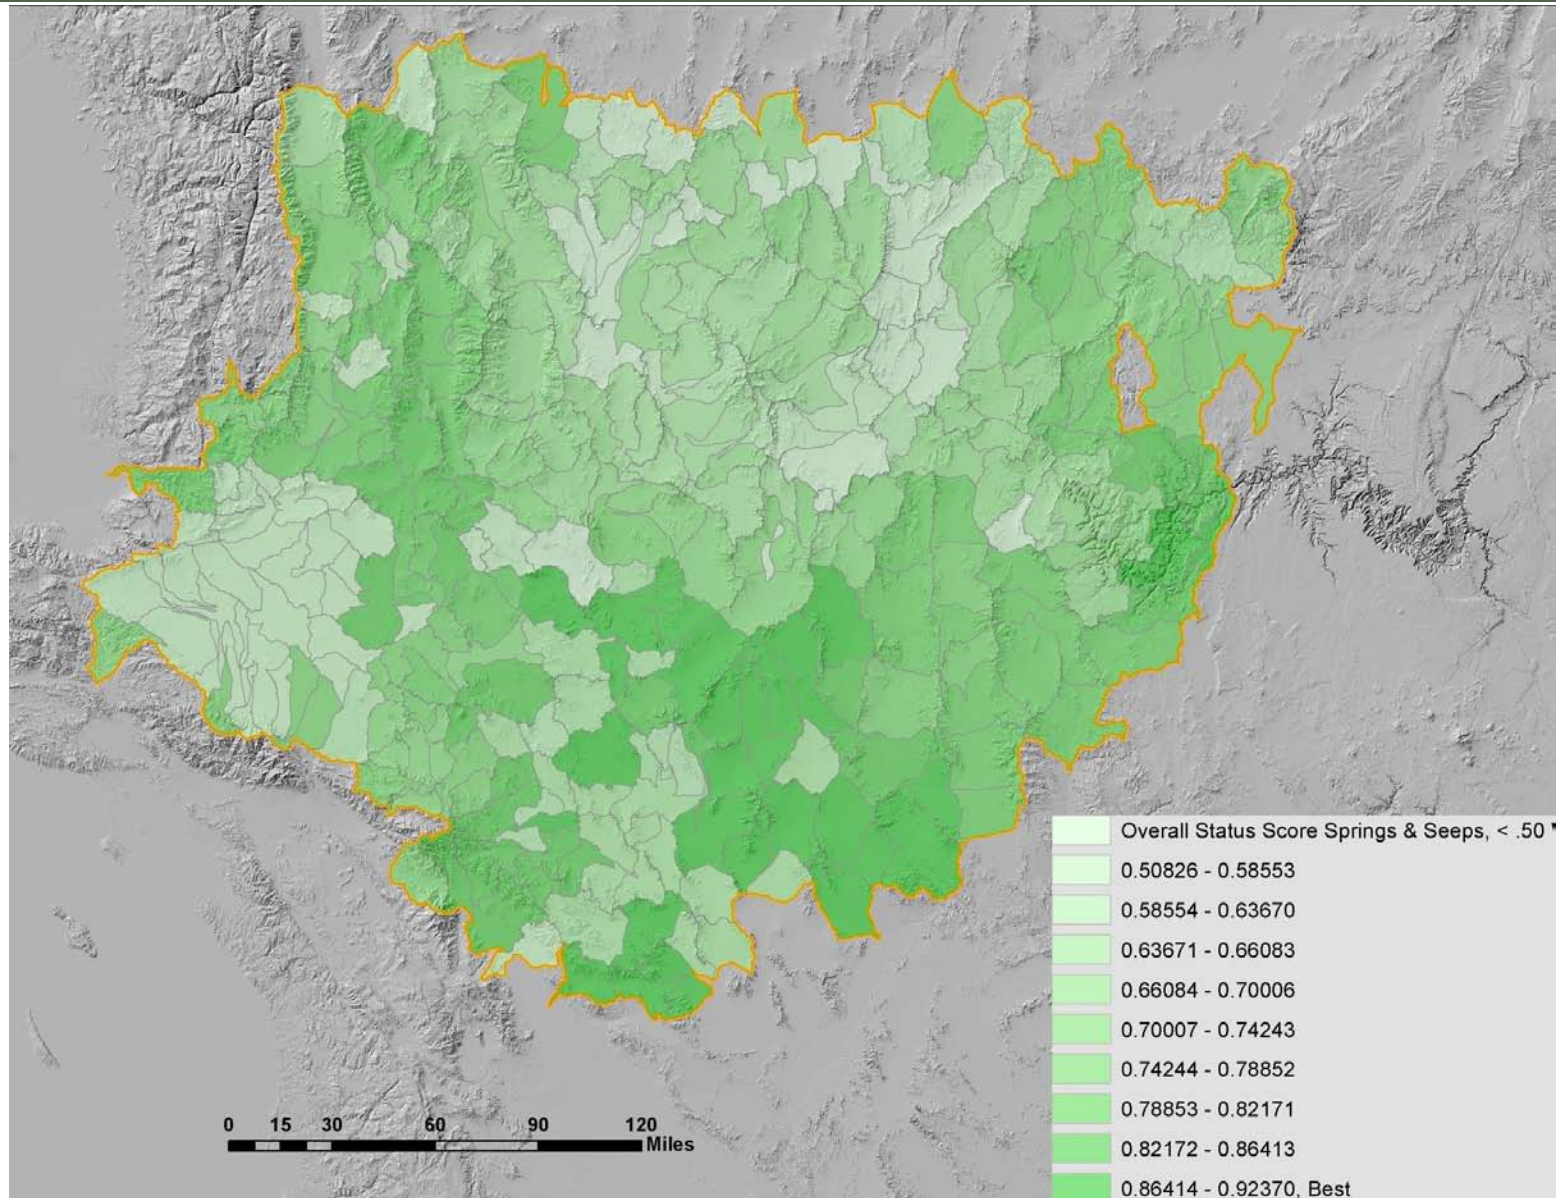 Overall Status Score Springs & Seeps, < .50
0.50826 - 0.58553
0.58554 - 0.63670
0.63671 - 0.66083
0.66084 - 0.70006
0.70007 - 0.74243
0.74244 - 0.78852
0.78853 - 0.82171
0.82172 - 0.86413
0.86414 - 0.92370, Best
0 15 30 60 90 120
Miles